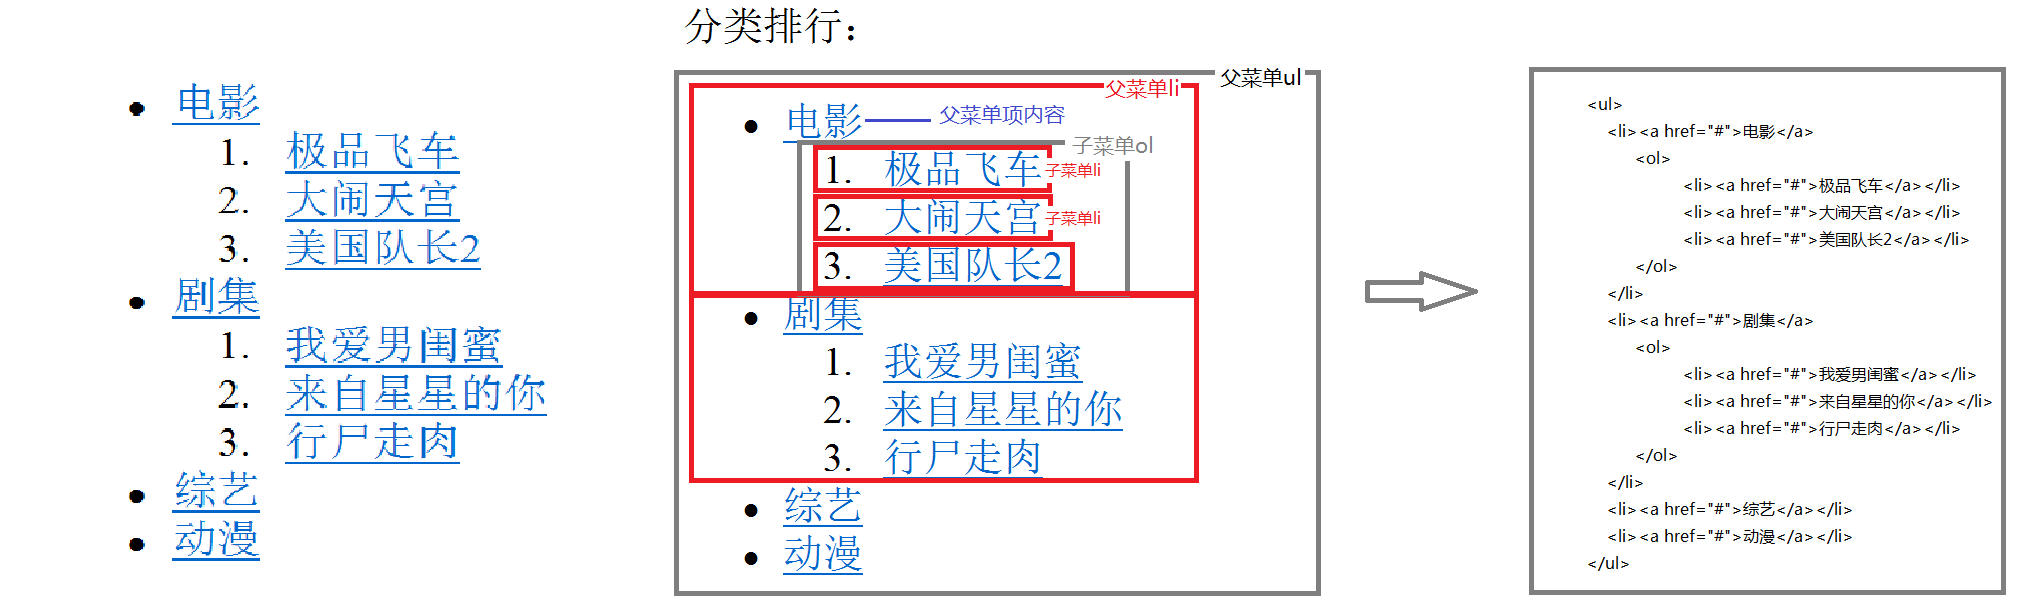 • 电影
1. 极品飞车
2. 大闹天宫
3. 美国队长2
• 剧集
1. 我爱男闺蜜
2. 来自星星的你
3. 行尸走肉
• 综艺
• 动漫
分类排行：
父菜单ul
父菜单li
• 电影 父菜单项内容
子菜单ol
1. 极品飞车 子菜单li
2. 大闹天宫 子菜单li
3. 美国队长2
• 剧集
1. 我爱男闺蜜
2. 来自星星的你
3. 行尸走肉
• 综艺
• 动漫
<ul>
<li><a href="#">电影</a>
<ol>
<li><a href="#">极品飞车</a></li>
<li><a href="#">大闹天宫</a></li>
<li><a href="#">美国队长2</a></li>
</ol>
</li>
<li><a href="#">剧集</a>
<ol>
<li><a href="#">我爱男闺蜜</a></li>
<li><a href="#">来自星星的你</a></li>
<li><a href="#">行尸走肉</a></li>
</ol>
</li>
<li><a href="#">综艺</a></li>
<li><a href="#">动漫</a></li>
</ul>